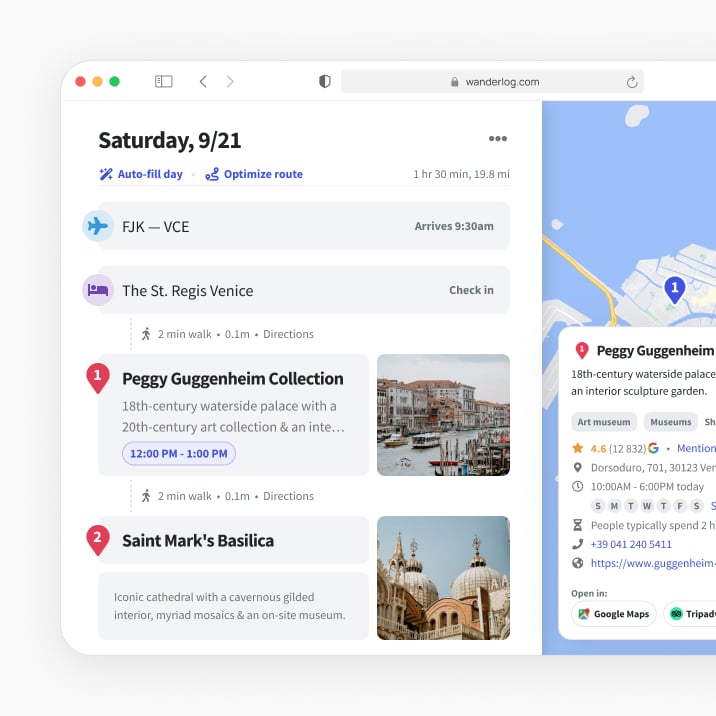 wanderlog.com
Saturday, 9/21
Auto-fill day • Optimize route 1 hr 30 min, 19.8 mi
FJK — VCE Arrives 9:30am
The St. Regis Venice Check in
2 min walk • 0.1m • Directions
1 Peggy Guggenheim Collection
18th-century waterside palace with a
20th-century art collection & an inte…
12:00 PM - 1:00 PM
2 min walk • 0.1m • Directions
2 Saint Mark's Basilica
Iconic cathedral with a cavernous gilded
interior, myriad mosaics & an on-site museum.
1
1 Peggy Guggenheim
18th-century waterside palace
an interior sculpture garden.
Art museum Museums Sh
4.6 (12 832) G • Mention
Dorsoduro, 701, 30123 Ven
10:00AM - 6:00PM today
S M T W T F S S
People typically spend 2 h
+39 041 240 5411
https://www.guggenheim-
Open in:
Google Maps Tripadv